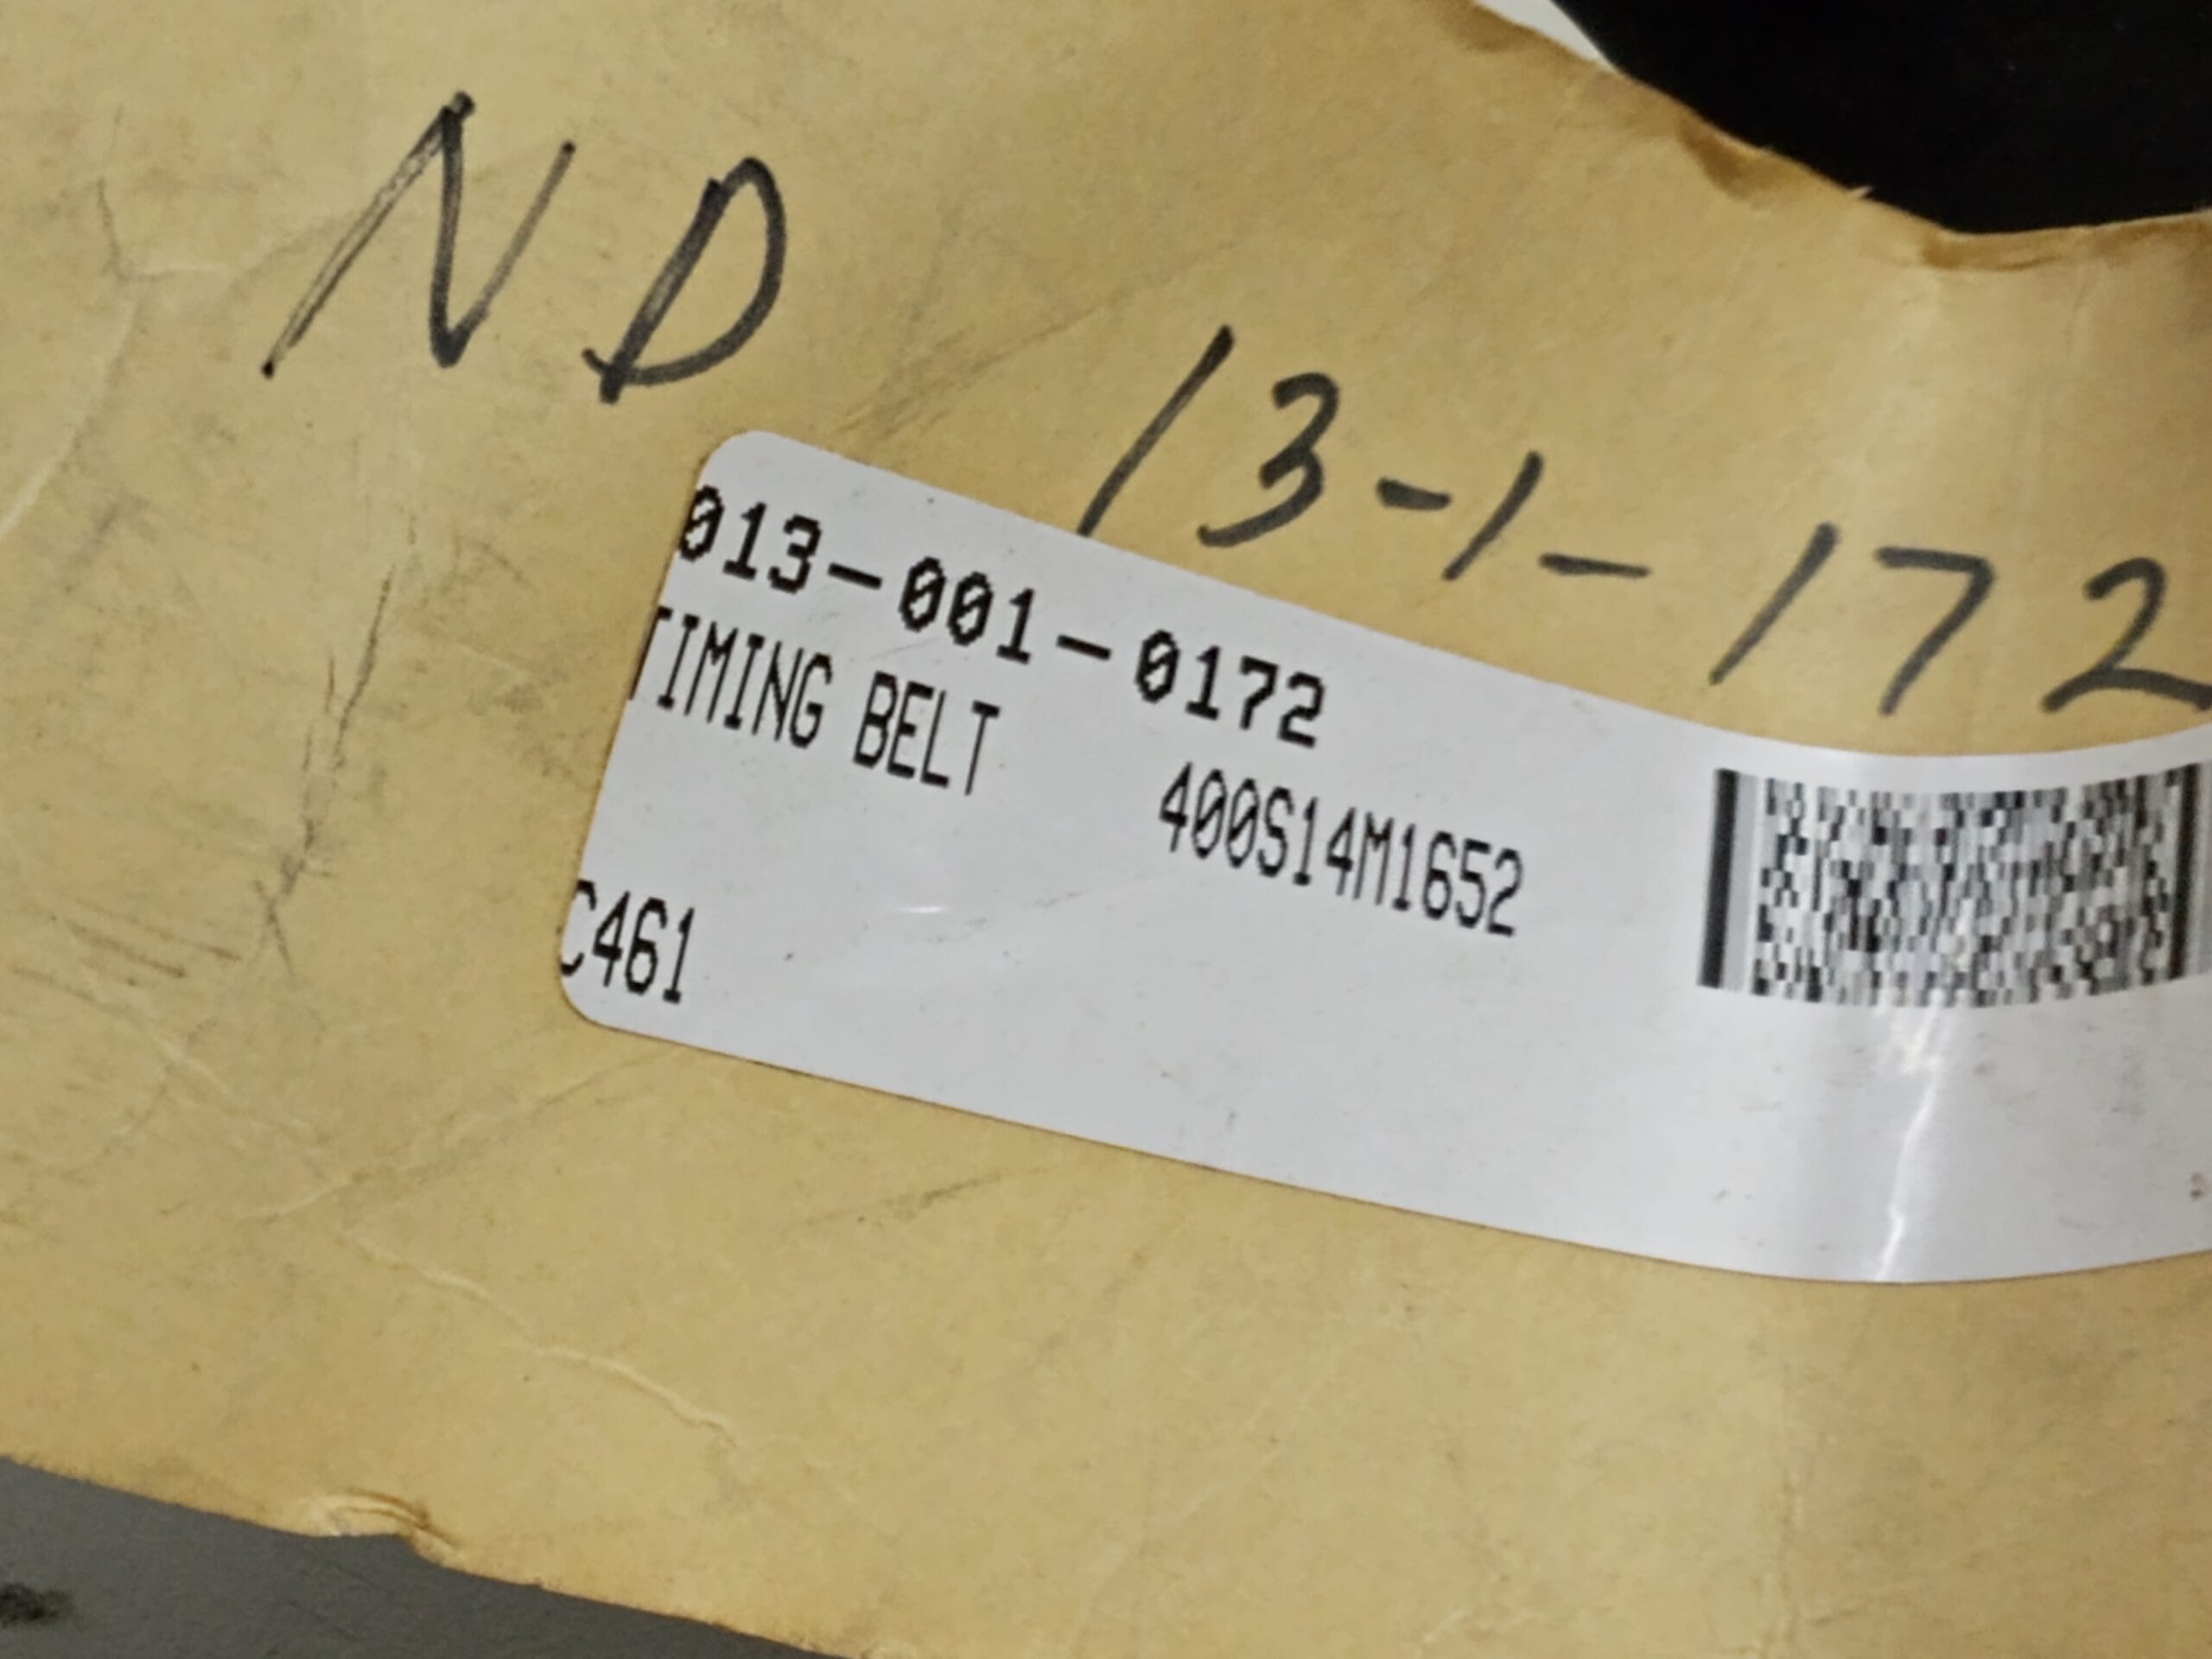 ND 13-1-172
013-001-0172
TIMING BELT 400S14M1652
C461